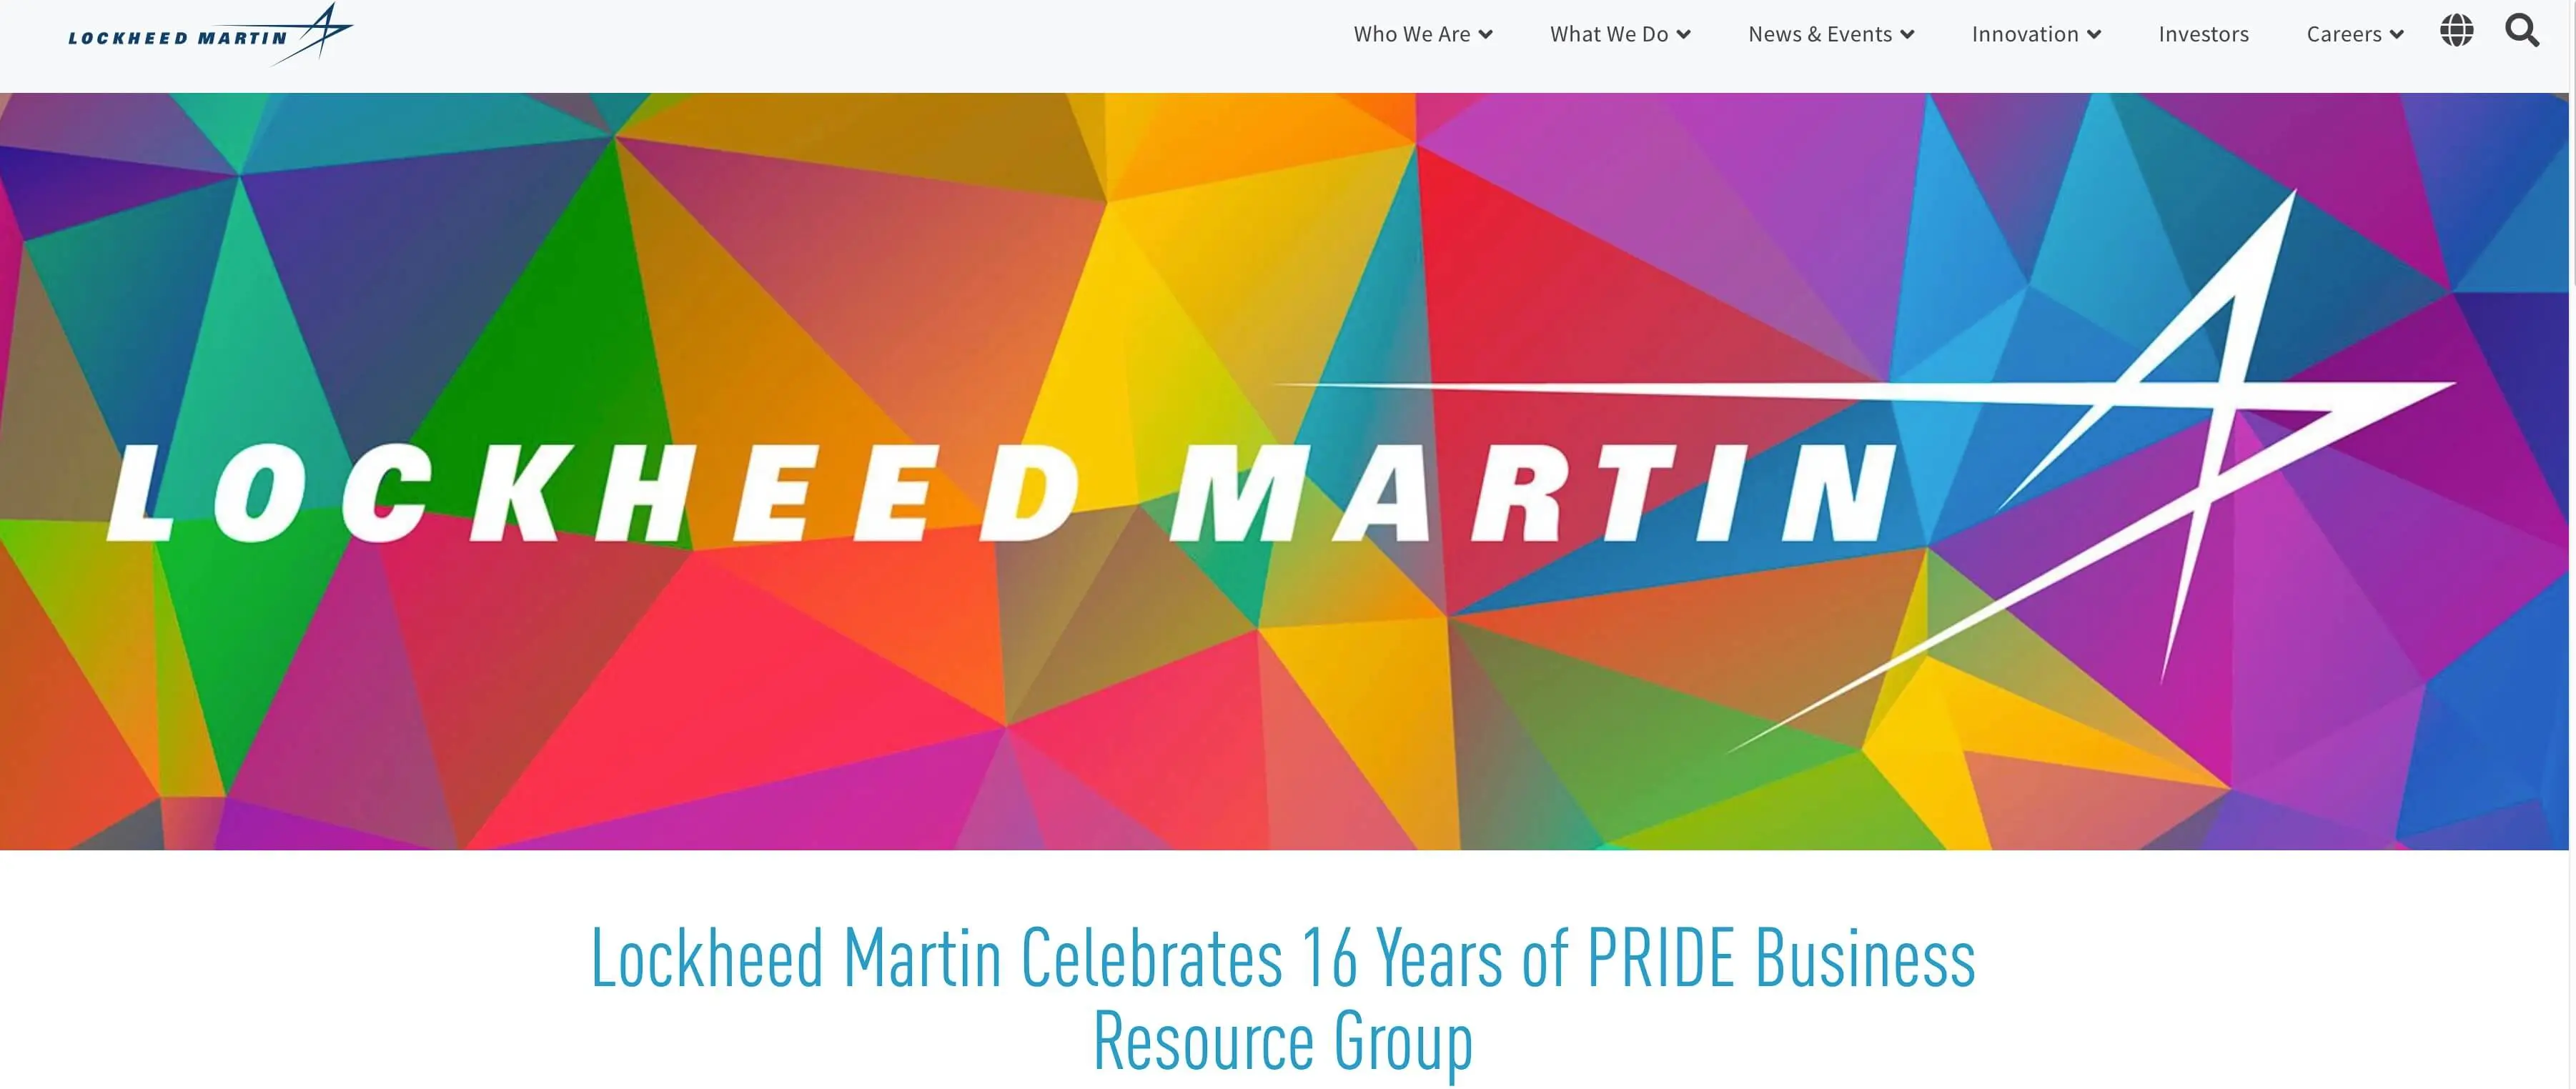 LOCKHEED MARTIN
Who We Are
What We Do
News & Events
Innovation
Investors
Careers
LOCKHEED MARTIN
Lockheed Martin Celebrates 16 Years of PRIDE Business
Resource Group